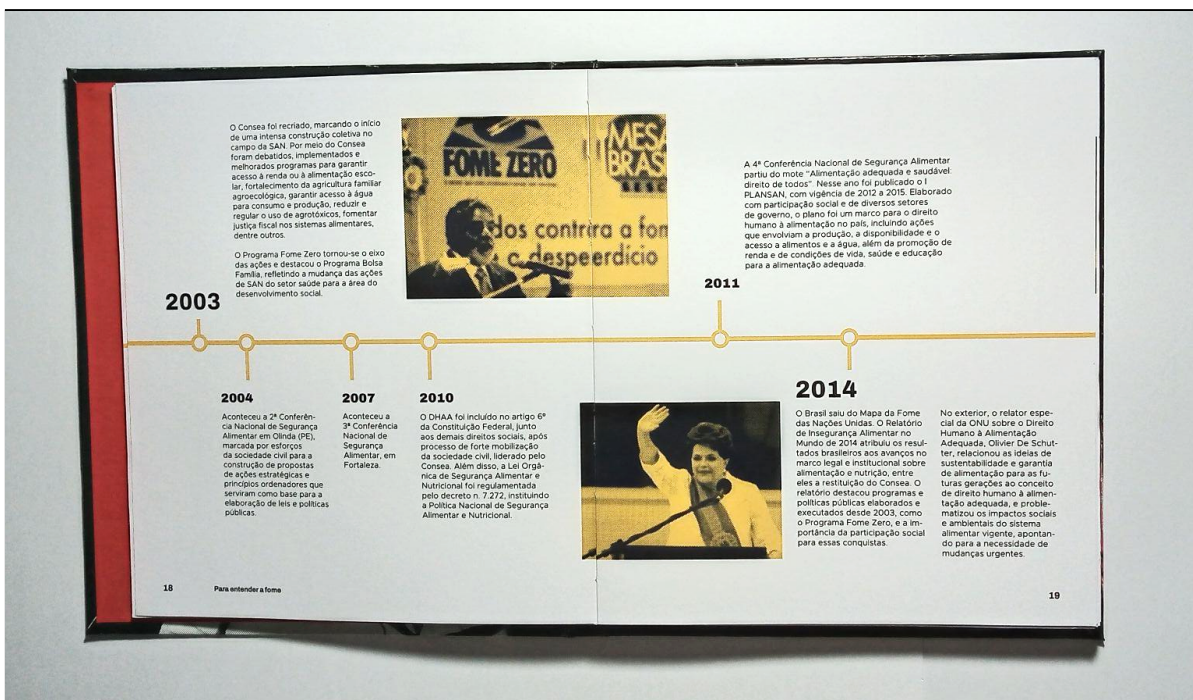 O Consea foi recriado, marcando o início
de uma intensa construção coletiva no
campo da SAN. Por meio do Consea
foram debatidos, implementados e
melhorados programas para garantir
acesso à renda ou à alimentação esco-
lar, fortalecimento da agricultura familiar
agroecológica, garantir acesso à água
para consumo e produção, reduzir e
regular o uso de agrotóxicos, fomentar
justiça fiscal nos sistemas alimentares,
dentre outros.
O Programa Fome Zero tornou-se o eixo
das ações e destacou o Programa Bolsa
Família, refletindo a mudança das ações
de SAN do setor saúde para a área do
desenvolvimento social.
2003
FOME ZERO
MESA
BRAS
SESC
dos contrira a fom
e o despeerdício
2004
Aconteceu a 2ª Conferên-
cia Nacional de Segurança
Alimentar em Olinda (PE),
marcada por esforços
da sociedade civil para a
construção de propostas
de ações estratégicas e
princípios ordenadores que
serviram como base para a
elaboração de leis e políticas
públicas.
2007
Aconteceu a
3ª Conferência
Nacional de
Segurança
Alimentar, em
Fortaleza.
2010
O DHAA foi incluído no artigo 6º
da Constituição Federal, junto
aos demais direitos sociais, após
processo de forte mobilização
da sociedade civil, liderado pelo
Consea. Além disso, a Lei Orgâ-
nica de Segurança Alimentar e
Nutricional foi regulamentada
pelo decreto n. 7.272, instituindo
a Política Nacional de Segurança
Alimentar e Nutricional.
18
Para entender a fome
A 4ª Conferência Nacional de Segurança Alimentar
partiu do mote "Alimentação adequada e saudável:
direito de todos". Nesse ano foi publicado o I
PLANSAN, com vigência de 2012 a 2015. Elaborado
com participação social e de diversos setores
de governo, o plano foi um marco para o direito
humano à alimentação no país, incluindo ações
que envolviam a produção, a disponibilidade e o
acesso a alimentos e a água, além da promoção de
renda e de condições de vida, saúde e educação
para a alimentação adequada.
2011
2014
O Brasil saiu do Mapa da Fome
das Nações Unidas. O Relatório
de Insegurança Alimentar no
Mundo de 2014 atribuiu os resul-
tados brasileiros aos avanços no
marco legal e institucional sobre
alimentação e nutrição, entre
eles a restituição do Consea. O
relatório destacou programas e
políticas públicas elaborados e
executados desde 2003, como
o Programa Fome Zero, e a im-
portância da participação social
para essas conquistas.
No exterior, o relator espe-
cial da ONU sobre o Direito
Humano à Alimentação
Adequada, Olivier De Schut-
ter, relacionou as ideias de
sustentabilidade e garantia
de alimentação para as fu-
turas gerações ao conceito
de direito humano à alimen-
tação adequada, e proble-
matizou os impactos sociais
e ambientais do sistema
alimentar vigente, apontan-
do para a necessidade de
mudanças urgentes.
19